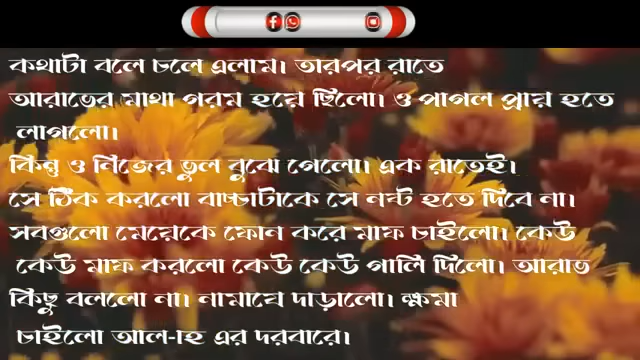 কথাটা বলে চলে এলাম। তারপর রাতে
আরাভের মাথা গরম হয়ে ছিলো। ও পাগল প্রায় হতে
লাগলো।
কিন্তু ও নিজের ভুল বুঝে গেলো। এক রাতেই।
সে ঠিক করলো বাচ্চাটাকে সে নষ্ট হতে দিবে না।
সবগুলো মেয়েকে ফোন করে মাফ চাইলো। কেউ
কেউ মাফ করলো কেউ কেউ গালি দিলো। আরাভ
কিছু বললো না। নামাযে দাড়ালো। ক্ষমা
চাইলো আল-াহ এর দরবারে।